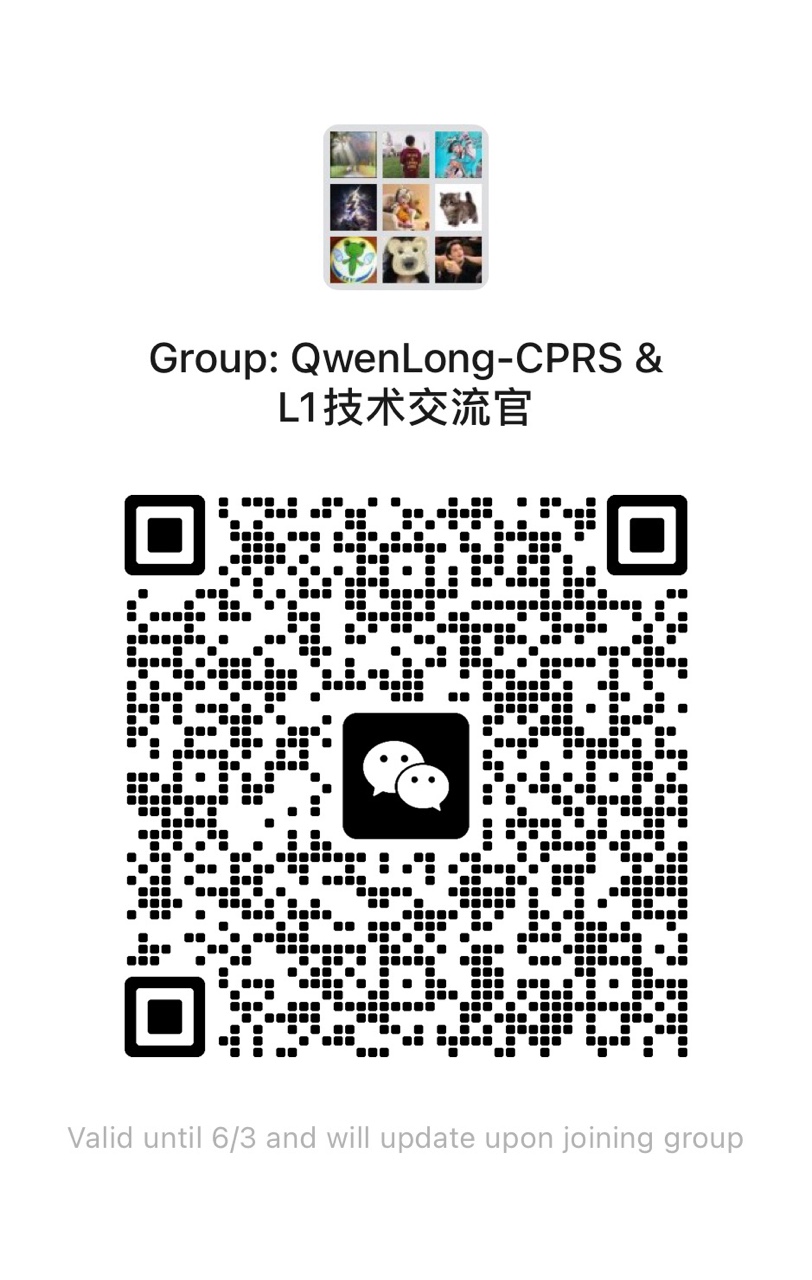 Group: QwenLong-CPRS &
L1技术交流官
Valid until 6/3 and will update upon joining group